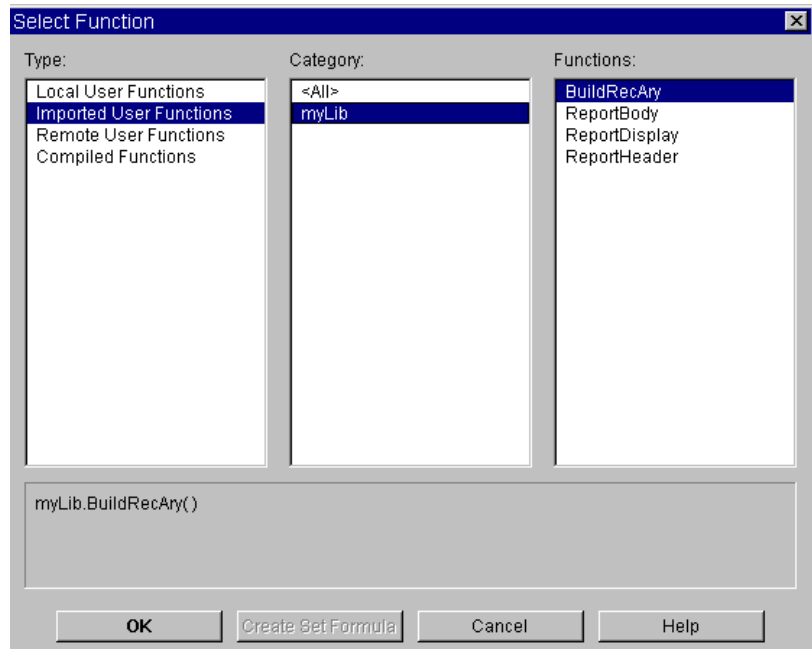 Select Function
Type:
Local User Functions
Imported User Functions
Remote User Functions
Compiled Functions
Category:
<All>
myLib
Functions:
BuildRecAry
ReportBody
ReportDisplay
ReportHeader
myLib.BuildRecAry()
OK
Create Set Formula
Cancel
Help